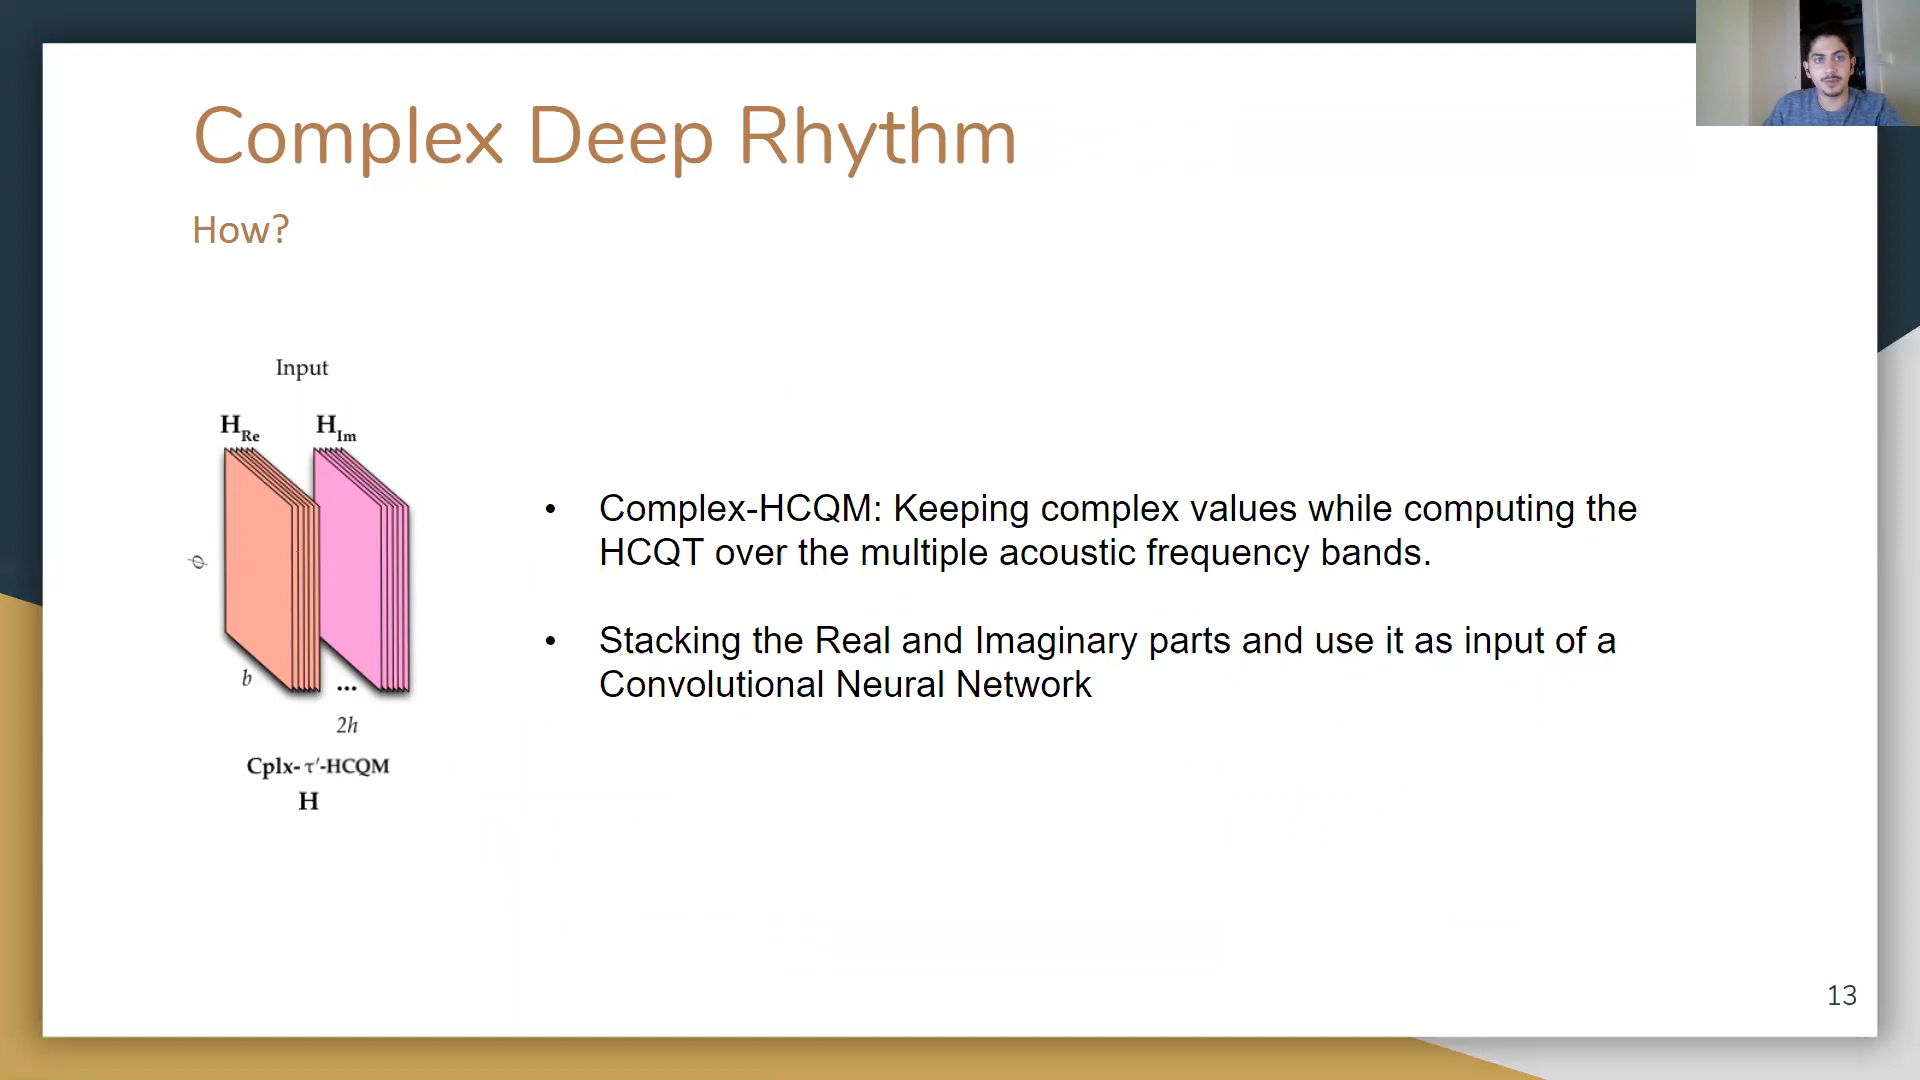 Complex Deep Rhythm
How?
Input
H_Re H_Im
ϕ
b
...
2h
Cplx- τ′-HCQM
H
• Complex-HCQM: Keeping complex values while computing the
HCQT over the multiple acoustic frequency bands.
• Stacking the Real and Imaginary parts and use it as input of a
Convolutional Neural Network
13